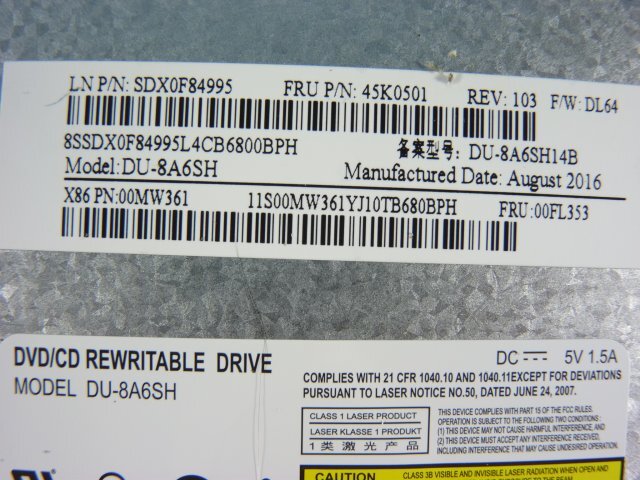 LN P/N: SDX0F84995 FRU P/N: 45K0501 REV: 103 F/W: DL64
8SSDX0F84995L4CB6800BPH 备案型号: DU-8A6SH14B
Model:DU-8A6SH Manufactured Date: August 2016
X86 PN:00MW361 11S00MW361YJ10TB680BPH FRU:00FL353
DVD/CD REWRITABLE DRIVE
MODEL DU-8A6SH
DC 5V 1.5A
COMPLIES WITH 21 CFR 1040.10 AND 1040.11EXCEPT FOR DEVIATIONS
PURSUANT TO LASER NOTICE NO.50, DATED JUNE 24, 2007.
CLASS 1 LASER PRODUCT
LASER KLASSE 1 PRODUKT
1 类 激 光 产 品
THIS DEVICE COMPLIES WITH PART 15 OF THE FCC RULES.
OPERATION IS SUBJECT TO THE FOLLOWING TWO CONDITIONS:
(1) THIS DEVICE MAY NOT CAUSE HARMFUL INTERFERENCE, AND
(2) THIS DEVICE MUST ACCEPT ANY INTERFERENCE RECEIVED,
INCLUDING INTERFERENCE THAT MAY CAUSE UNDESIRED OPERATION.
CAUTION CLASS 3B VISIBLE AND INVISIBLE LASER RADIATION WHEN OPEN AND